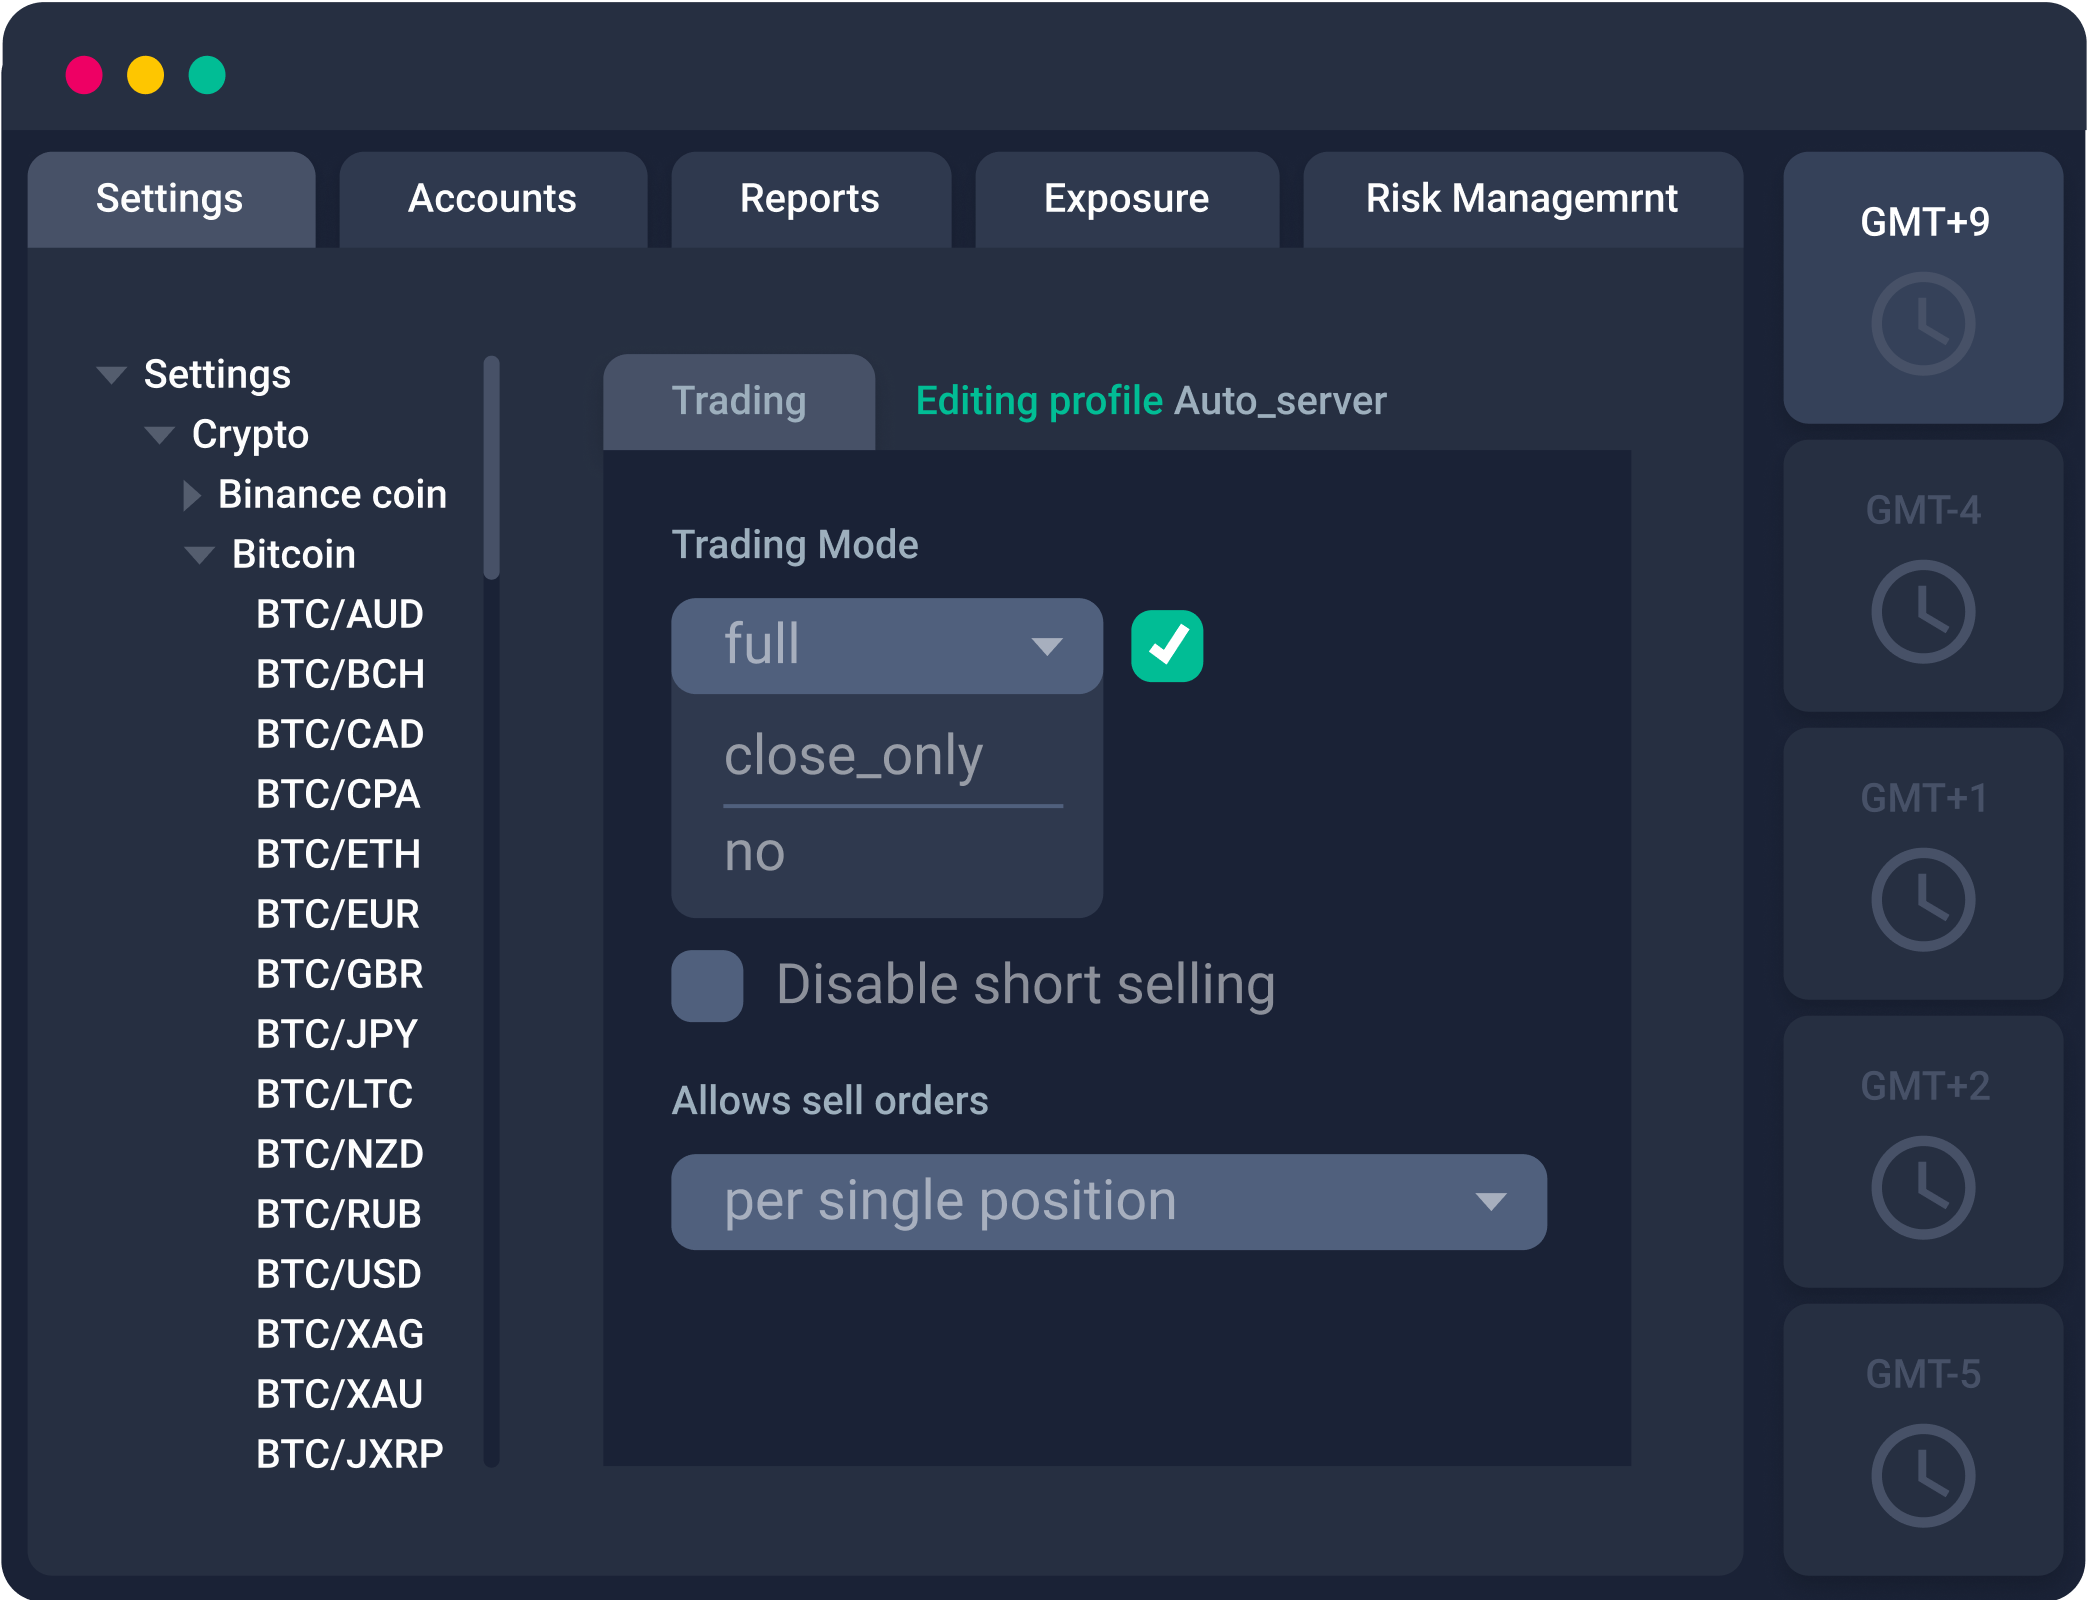 Settings
Accounts
Reports
Exposure
Risk Managemrnt
Settings
Crypto
Binance coin
Bitcoin
BTC/AUD
BTC/BCH
BTC/CAD
BTC/CPA
BTC/ETH
BTC/EUR
BTC/GBR
BTC/JPY
BTC/LTC
BTC/NZD
BTC/RUB
BTC/USD
BTC/XAG
BTC/XAU
BTC/JXRP
Trading
Editing profile Auto_server
Trading Mode
full
close_only
no
Disable short selling
Allows sell orders
per single position
GMT+9
GMT-4
GMT+1
GMT+2
GMT-5